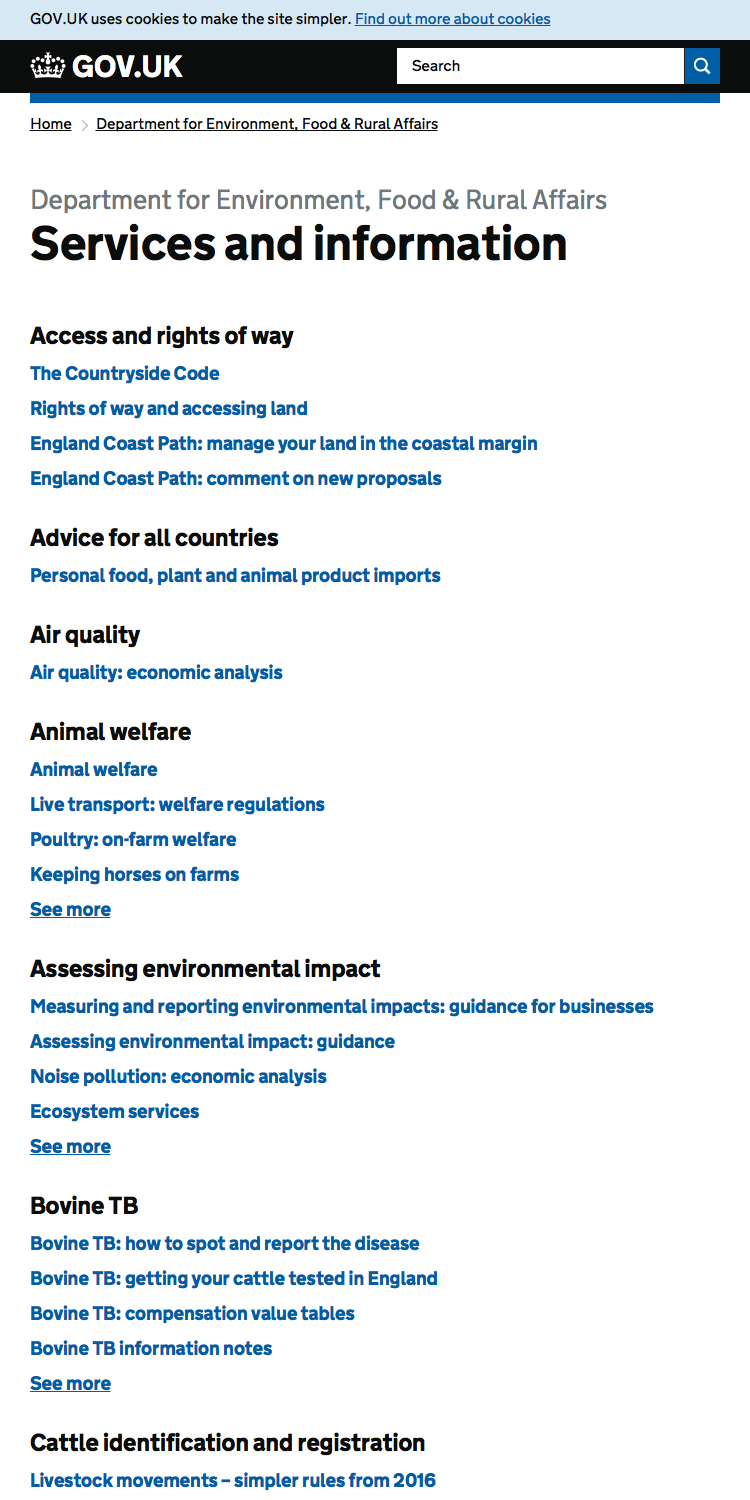 GOV.UK uses cookies to make the site simpler. Find out more about cookies
GOV.UK
Search
Home
Department for Environment, Food & Rural Affairs
Department for Environment, Food & Rural Affairs
Services and information
Access and rights of way
The Countryside Code
Rights of way and accessing land
England Coast Path: manage your land in the coastal margin
England Coast Path: comment on new proposals
Advice for all countries
Personal food, plant and animal product imports
Air quality
Air quality: economic analysis
Animal welfare
Animal welfare
Live transport: welfare regulations
Poultry: on-farm welfare
Keeping horses on farms
See more
Assessing environmental impact
Measuring and reporting environmental impacts: guidance for businesses
Assessing environmental impact: guidance
Noise pollution: economic analysis
Ecosystem services
See more
Bovine TB
Bovine TB: how to spot and report the disease
Bovine TB: getting your cattle tested in England
Bovine TB: compensation value tables
Bovine TB information notes
See more
Cattle identification and registration
Livestock movements – simpler rules from 2016